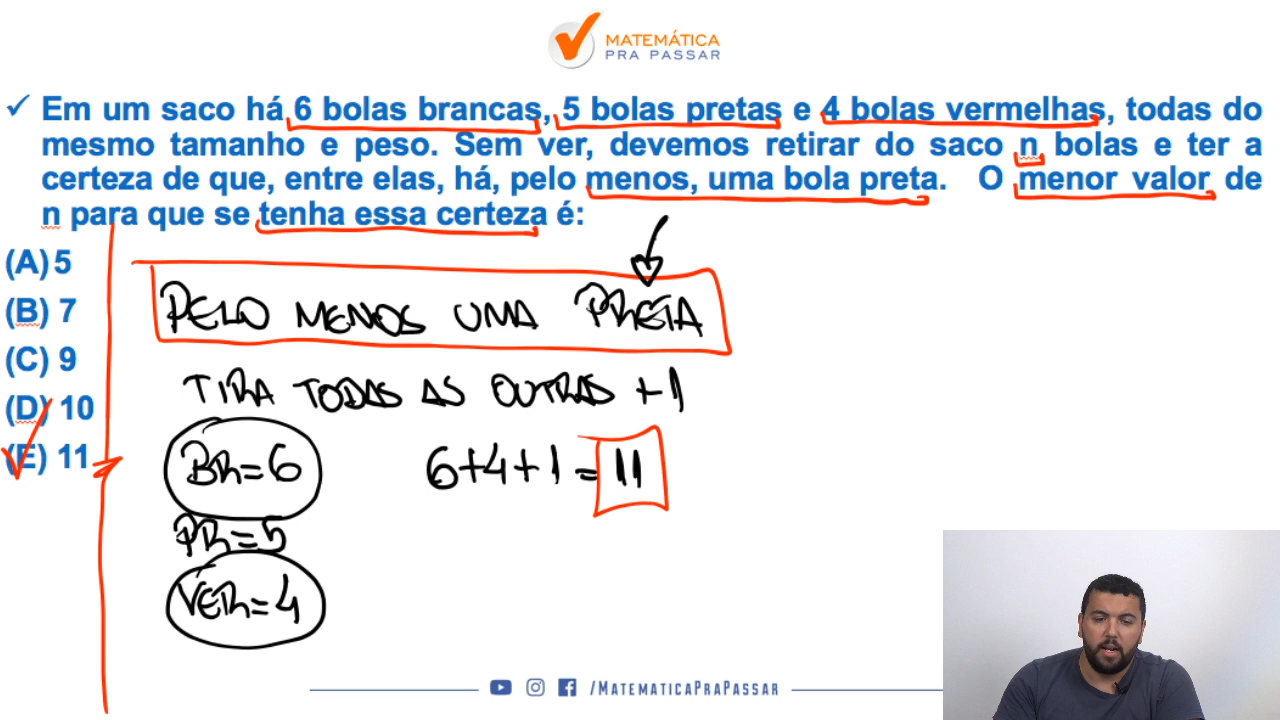 MATEMÁTICA
PRA PASSAR
✓ Em um saco há 6 bolas brancas, 5 bolas pretas e 4 bolas vermelhas, todas do
mesmo tamanho e peso. Sem ver, devemos retirar do saco n bolas e ter a
certeza de que, entre elas, há, pelo menos, uma bola preta. O menor valor de
n para que se tenha essa certeza é:
(A) 5
(B) 7
(C) 9
(D) 10
(E) 11
PELO MENOS UMA PRETA
TIRA TODAS AS OUTRAS +1
BR=6
6+4+1=11
PR=5
VER=4
/MATEMATICAPRAPASSAR